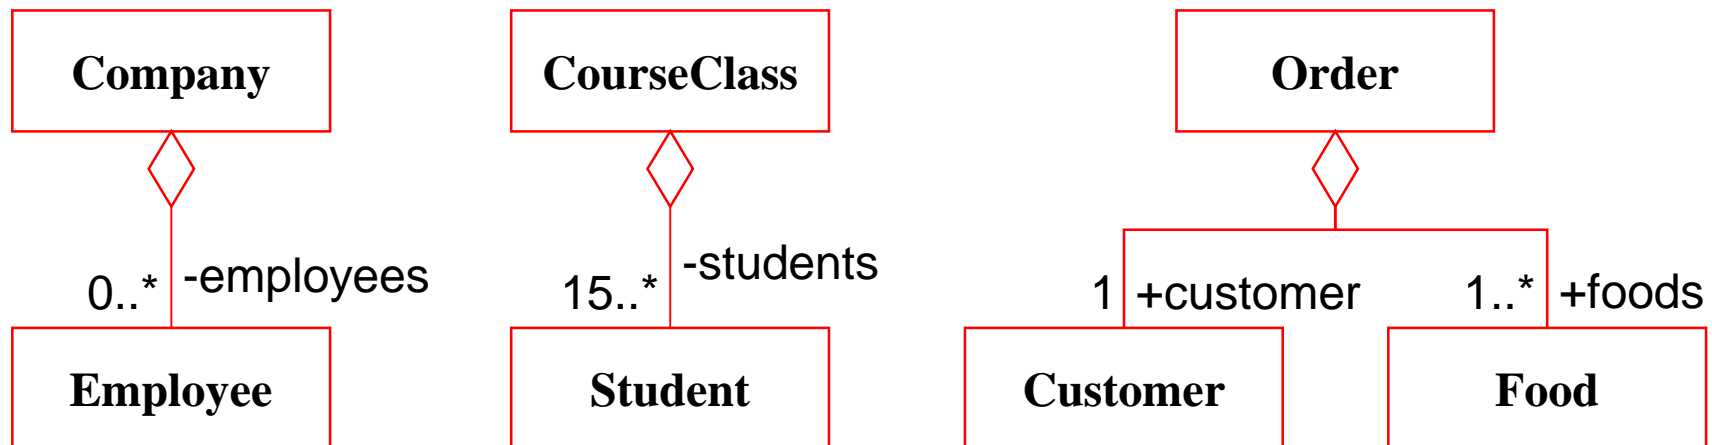 Company
CourseClass
Order
0..* -employees
15..* -students
1 +customer
1..* +foods
Employee
Student
Customer
Food